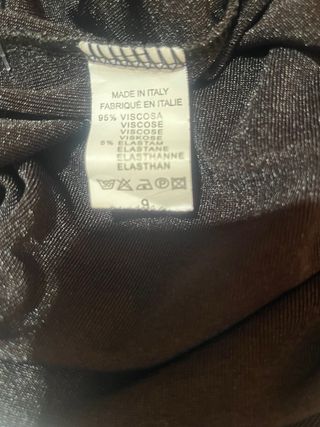 MADE IN ITALY
FABRIQUÉ EN ITALIE
95% VISCOSA
VISCOSE
VISCOSE
VISKOSE
5% ELASTAM
ELASTANE
ELASTHANNE
ELASTHAN